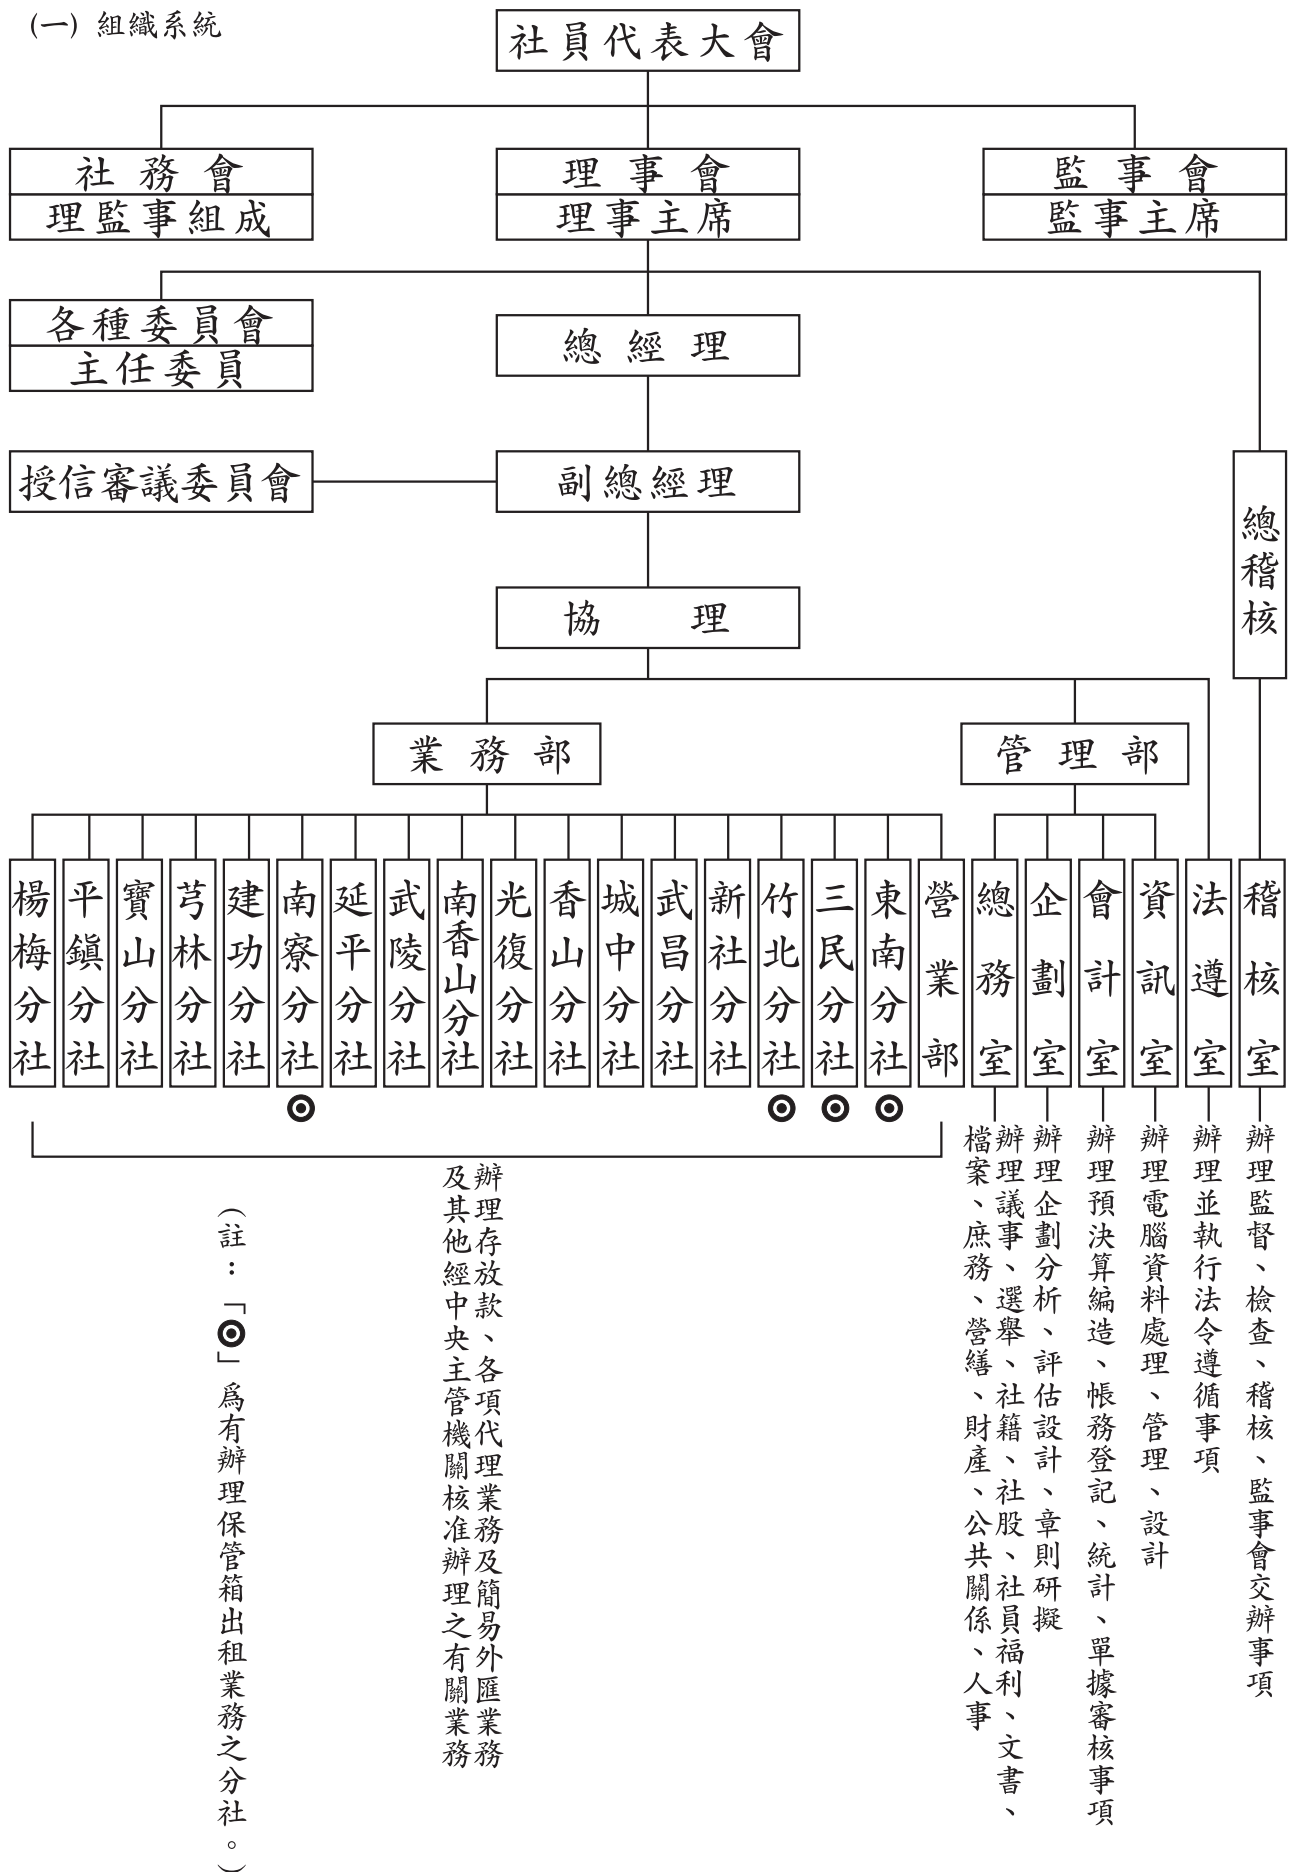 (一) 組織系統
社員代表大會
社務會
理監事組成
理事會
理事主席
監事會
監事主席
各種委員會
主任委員
總經理
授信審議委員會
副總經理
總稽核
協理
業務部
管理部
楊梅分社
平鎮分社
寶山分社
芎林分社
建功分社
南寮分社
延平分社
武陵分社
南香山分社
光復分社
香山分社
城中分社
武昌分社
新社分社
竹北分社
三民分社
東南分社
營業部
總務室
企劃室
會計室
資訊室
法遵室
稽核室
◎
◎
◎
◎
辦理監督、檢查、稽核、監事會交辦事項
辦理並執行法令遵循事項
辦理電腦資料處理、管理、設計
辦理預決算編造、帳務登記、統計、單據審核事項
辦理企劃分析、評估設計、章則研擬
辦理議事、選舉、社籍、社股、社員福利、文書、
檔案、庶務、營繕、財產、公共關係、人事
辦理存放款、各項代理業務及簡易外匯業務
及其他經中央主管機關核准辦理之有關業務
(註：「◎」爲有辦理保管箱出租業務之分社。)